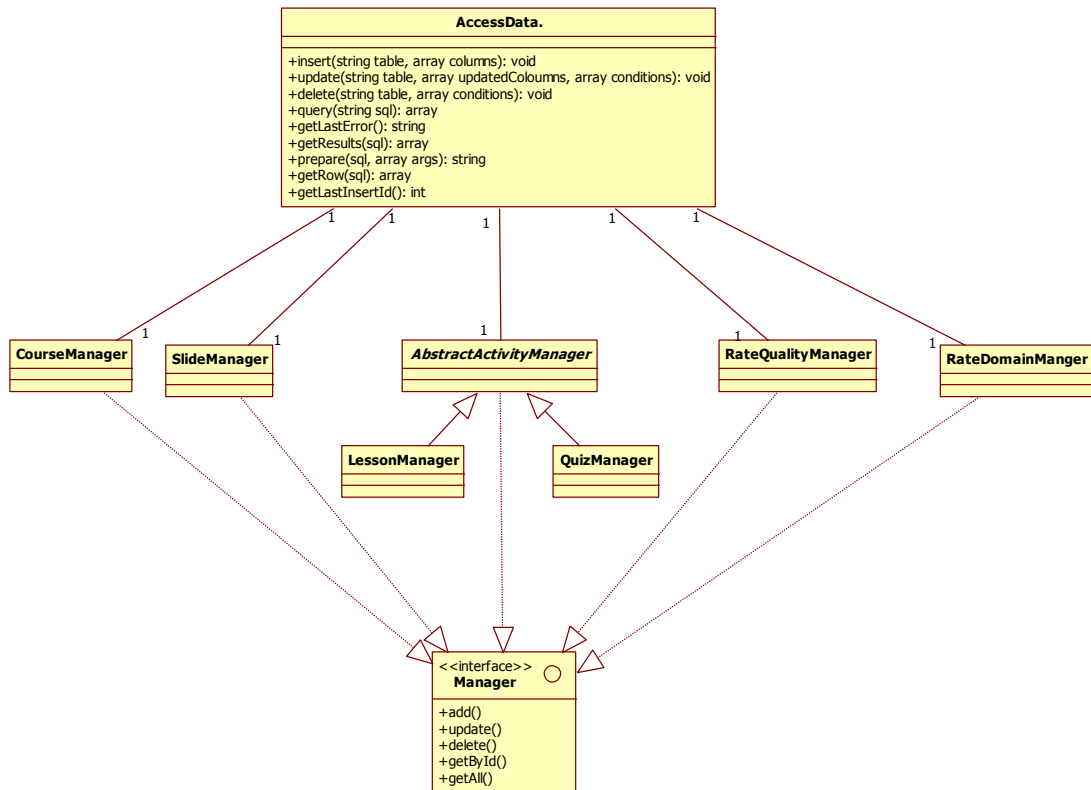 AccessData.
+insert(string table, array columns): void
+update(string table, array updatedColoumns, array conditions): void
+delete(string table, array conditions): void
+query(string sql): array
+getLastError(): string
+getResults(sql): array
+prepare(sql, array args): string
+getRow(sql): array
+getLastInsertId(): int
1 1 1 1 1
1 1 1 1 1
CourseManager
SlideManager
AbstractActivityManager
RateQualityManager
RateDomainManger
LessonManager
QuizManager
<<interface>>
Manager
+add()
+update()
+delete()
+getById()
+getAll()